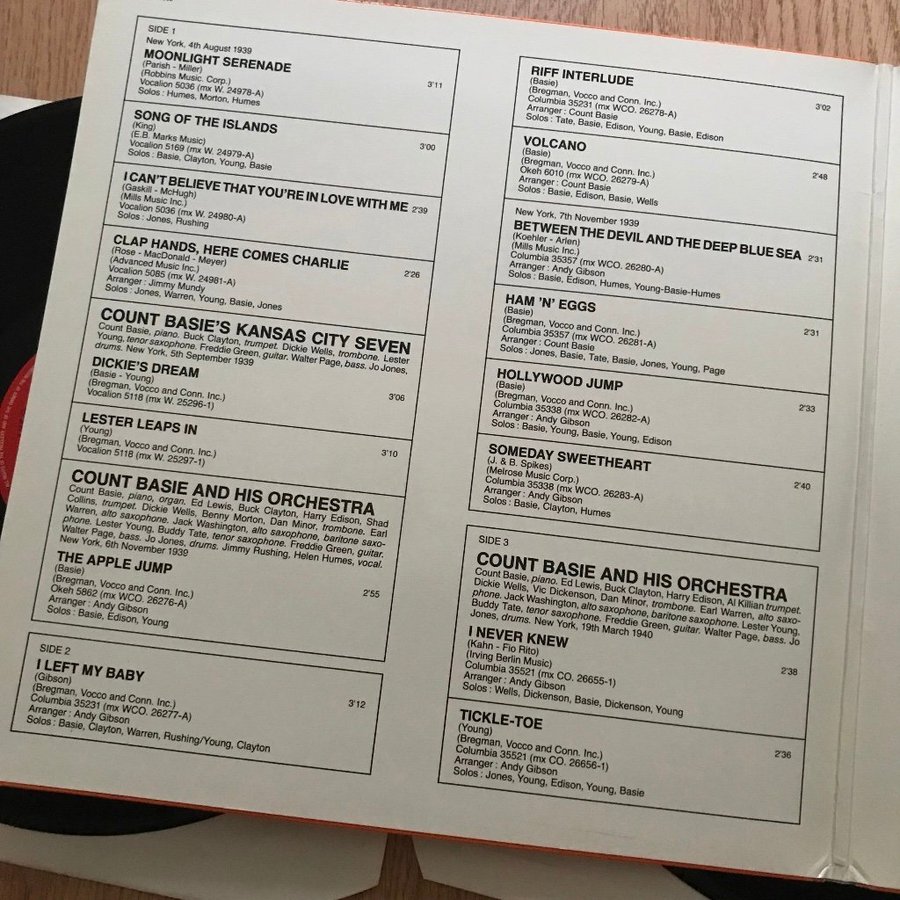 SIDE 1
New York, 4th August 1939
MOONLIGHT SERENADE
(Parish - Miller)
(Robbins Music. Corp.)
3'11
Vocalion 5036 (mx W. 24978-A)
Solos : Humes, Morton, Humes
SONG OF THE ISLANDS
(King)
(E.B. Marks Music)
3'00
Vocalion 5169 (mx W. 24979-A)
Solos : Basie, Clayton, Young, Basie
I CAN'T BELIEVE THAT YOU'RE IN LOVE WITH ME 2'39
(Gaskill - McHugh)
(Mills Music Inc.)
Vocalion 5036 (mx W. 24980-A)
Solos : Jones, Rushing
CLAP HANDS, HERE COMES CHARLIE
(Rose - MacDonald - Meyer)
2'26
(Advanced Music Inc.)
Vocalion 5085 (mx W. 24981-A)
Arranger : Jimmy Mundy
Solos : Jones, Warren, Young, Basie, Jones
COUNT BASIE'S KANSAS CITY SEVEN
Count Basie, piano. Buck Clayton, trumpet. Dickie Wells, trombone. Lester
Young, tenor saxophone. Freddie Green, guitar. Walter Page, bass. Jo Jones,
drums. New York, 5th September 1939
DICKIE'S DREAM
(Basie - Young)
3'06
(Bregman, Vocco and Conn. Inc.)
Vocalion 5118 (mx W. 25296-1)
LESTER LEAPS IN
(Young)
3'10
(Bregman, Vocco and Conn. Inc.)
Vocalion 5118 (mx W. 25297-1)
COUNT BASIE AND HIS ORCHESTRA
Count Basie, piano, organ. Ed Lewis, Buck Clayton, Harry Edison, Shad
Collins, trumpet. Dickie Wells, Benny Morton, Dan Minor, trombone. Earl
Warren, alto saxophone. Jack Washington, alto saxophone, baritone saxo-
phone. Lester Young, Buddy Tate, tenor saxophone. Freddie Green, guitar.
Walter Page, bass. Jo Jones, drums. Jimmy Rushing, Helen Humes, vocal.
New York, 6th November 1939
THE APPLE JUMP
(Basie)
2'55
(Bregman, Vocco and Conn. Inc.)
Okeh 5862 (mx WCO. 26276-A)
Arranger : Andy Gibson
Solos : Basie, Edison, Young
SIDE 2
I LEFT MY BABY
(Gibson)
3'12
(Bregman, Vocco and Conn. Inc.)
Columbia 35231 (mx WCO. 26277-A)
Arranger : Andy Gibson
Solos : Basie, Clayton, Warren, Rushing/Young, Clayton
RIFF INTERLUDE
(Basie)
3'02
(Bregman, Vocco and Conn. Inc.)
Columbia 35231 (mx WCO. 26278-A)
Arranger : Count Basie
Solos : Tate, Basie, Edison, Young, Basie, Edison
VOLCANO
(Basie)
2'48
(Bregman, Vocco and Conn. Inc.)
Okeh 6010 (mx WCO. 26279-A)
Arranger : Count Basie
Solos : Basie, Edison, Basie, Wells
New York, 7th November 1939
BETWEEN THE DEVIL AND THE DEEP BLUE SEA 2'31
(Koehler - Arlen)
(Mills Music Inc.)
Columbia 35357 (mx WCO. 26280-A)
Arranger : Andy Gibson
Solos : Basie, Edison, Humes, Young-Basie-Humes
HAM 'N' EGGS
(Basie)
2'31
(Bregman, Vocco and Conn. Inc.)
Columbia 35357 (mx WCO. 26281-A)
Arranger : Count Basie
Solos : Jones, Basie, Tate, Basie, Jones, Young, Page
HOLLYWOOD JUMP
(Basie)
2'33
(Bregman, Vocco and Conn. Inc.)
Columbia 35338 (mx WCO. 26282-A)
Arranger : Andy Gibson
Solos : Basie, Young, Basie, Young, Edison
SOMEDAY SWEETHEART
(J. & B. Spikes)
2'40
(Melrose Music Corp.)
Columbia 35338 (mx WCO. 26283-A)
Arranger : Andy Gibson
Solos : Basie, Clayton, Humes
SIDE 3
COUNT BASIE AND HIS ORCHESTRA
Count Basie, piano. Ed Lewis, Buck Clayton, Harry Edison, Al Killian trumpet.
Dickie Wells, Vic Dickenson, Dan Minor, trombone. Earl Warren, alto saxo-
phone. Jack Washington, alto saxophone, baritone saxophone. Lester Young,
Buddy Tate, tenor saxophone. Freddie Green, guitar. Walter Page, bass. Jo
Jones, drums. New York, 19th March 1940
I NEVER KNEW
(Kahn - Fio Rito)
2'38
(Irving Berlin Music)
Columbia 35521 (mx CO. 26655-1)
Arranger : Andy Gibson
Solos : Wells, Dickenson, Basie, Dickenson, Young
TICKLE-TOE
(Young)
2'36
(Bregman, Vocco and Conn. Inc.)
Columbia 35521 (mx CO. 26656-1)
Arranger : Andy Gibson
Solos : Jones, Young, Edison, Young, Basie